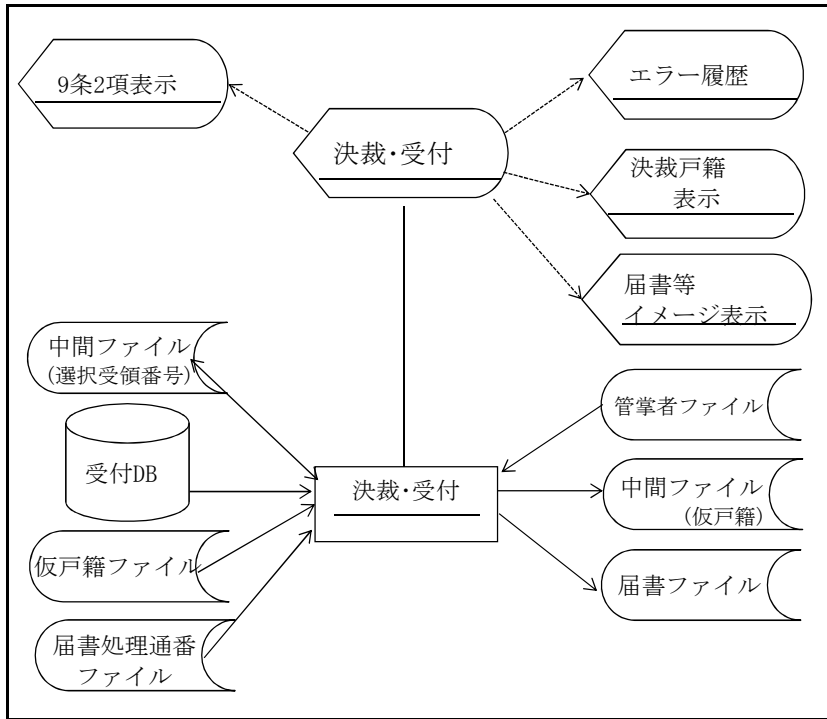 9条2項表示
エラー履歴
決裁・受付
決裁戸籍
表示
届書等
イメージ表示
中間ファイル
(選択受領番号)
管掌者ファイル
受付DB
決裁・受付
中間ファイル
(仮戸籍)
仮戸籍ファイル
届書ファイル
届書処理通番
ファイル